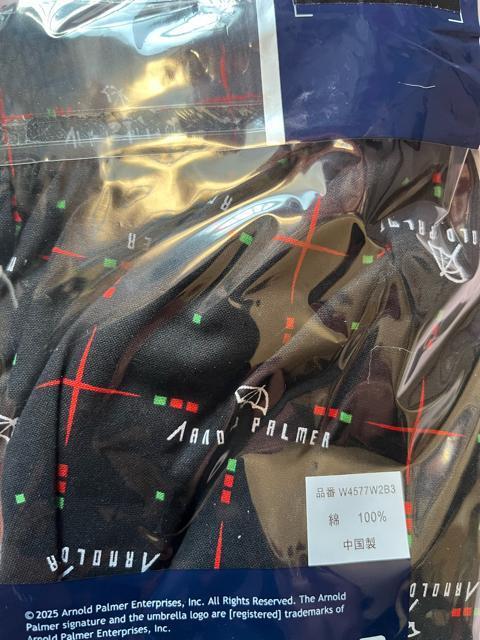 ARNOLD PALMER
品番 W4577W2B3
綿 100%
中国製
ARNOLD
© 2025 Arnold Palmer Enterprises, Inc. All Rights Reserved. The Arnold
Palmer signature and the umbrella logo are [registered] trademarks of
Arnold Palmer Enterprises, Inc.